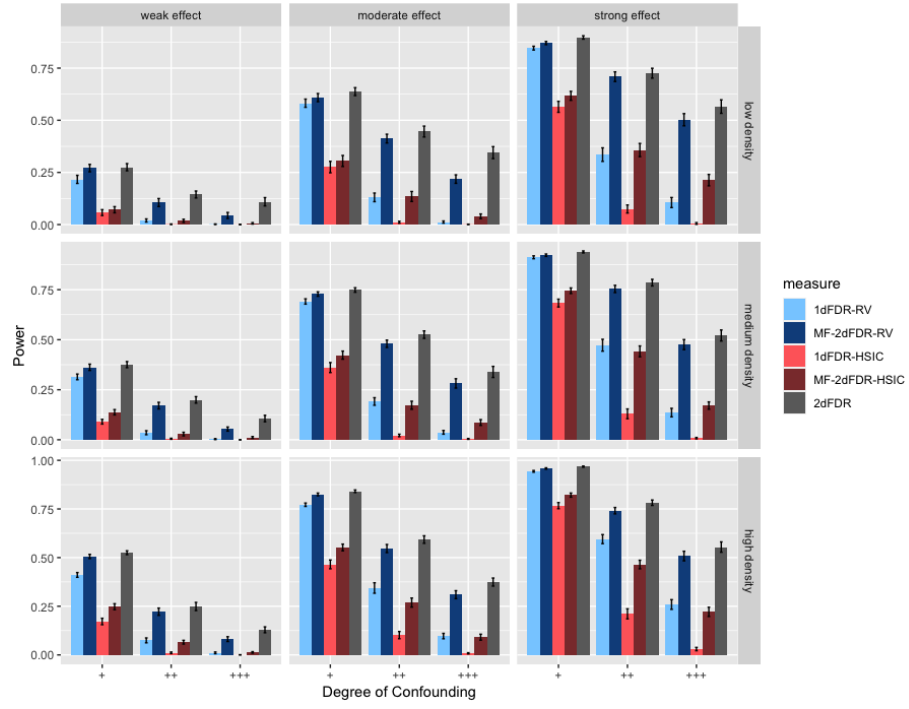 weak effect
moderate effect
strong effect
0.75
0.50
0.25
0.00
low density
0.75
0.50
0.25
0.00
medium density
1.00
0.75
0.50
0.25
0.00
high density
Power
+
++
+++
+
++
+++
+
++
+++
Degree of Confounding
measure
1dFDR-RV
MF-2dFDR-RV
1dFDR-HSIC
MF-2dFDR-HSIC
2dFDR